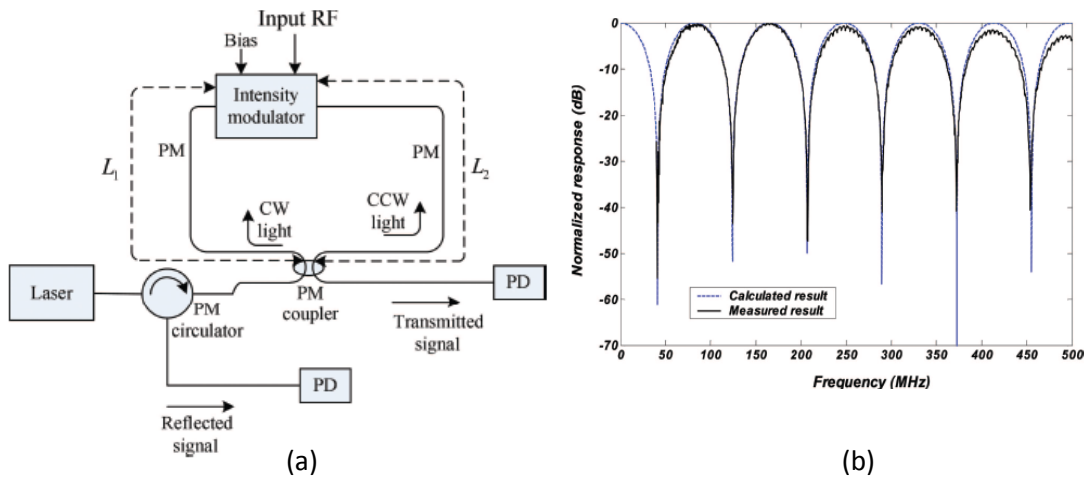 Input RF
Bias
Intensity
modulator
PM
PM
L1
L2
CW
light
CCW
light
Laser
PM
circulator
PM
coupler
PD
Transmitted
signal
PD
Reflected
signal
(a)
Normalized response (dB)
0
-10
-20
-30
-40
-50
-60
-70
Calculated result
Measured result
0
50
100
150
200
250
300
350
400
450
500
Frequency (MHz)
(b)